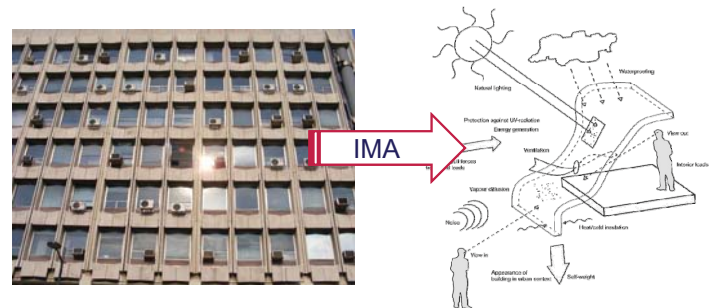 Natural lighting
Waterproofing
Protection against UV-radiation
Energy generation
IMA
View out
Ventilation
Interior loads
Vapour diffusion
Noise
Heat/cold insulation
View in
Appearance of
building in urban context
Self-weight